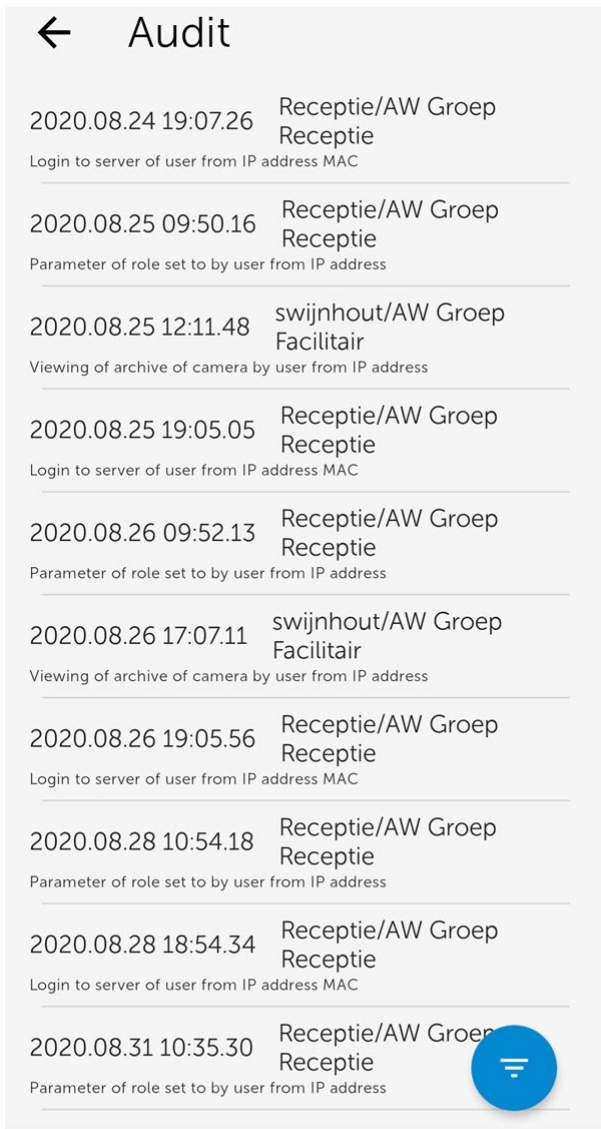 Audit
2020.08.24 19:07.26
Receptie/AW Groep
Receptie
Login to server of user from IP address MAC
2020.08.25 09:50.16
Receptie/AW Groep
Receptie
Parameter of role set to by user from IP address
2020.08.25 12:11.48
swijnhout/AW Groep
Facilitair
Viewing of archive of camera by user from IP address
2020.08.25 19:05.05
Receptie/AW Groep
Receptie
Login to server of user from IP address MAC
2020.08.26 09:52.13
Receptie/AW Groep
Receptie
Parameter of role set to by user from IP address
2020.08.26 17:07.11
swijnhout/AW Groep
Facilitair
Viewing of archive of camera by user from IP address
2020.08.26 19:05.56
Receptie/AW Groep
Receptie
Login to server of user from IP address MAC
2020.08.28 10:54.18
Receptie/AW Groep
Receptie
Parameter of role set to by user from IP address
2020.08.28 18:54.34
Receptie/AW Groep
Receptie
Login to server of user from IP address MAC
2020.08.31 10:35.30
Receptie/AW Groep
Receptie
Parameter of role set to by user from IP address